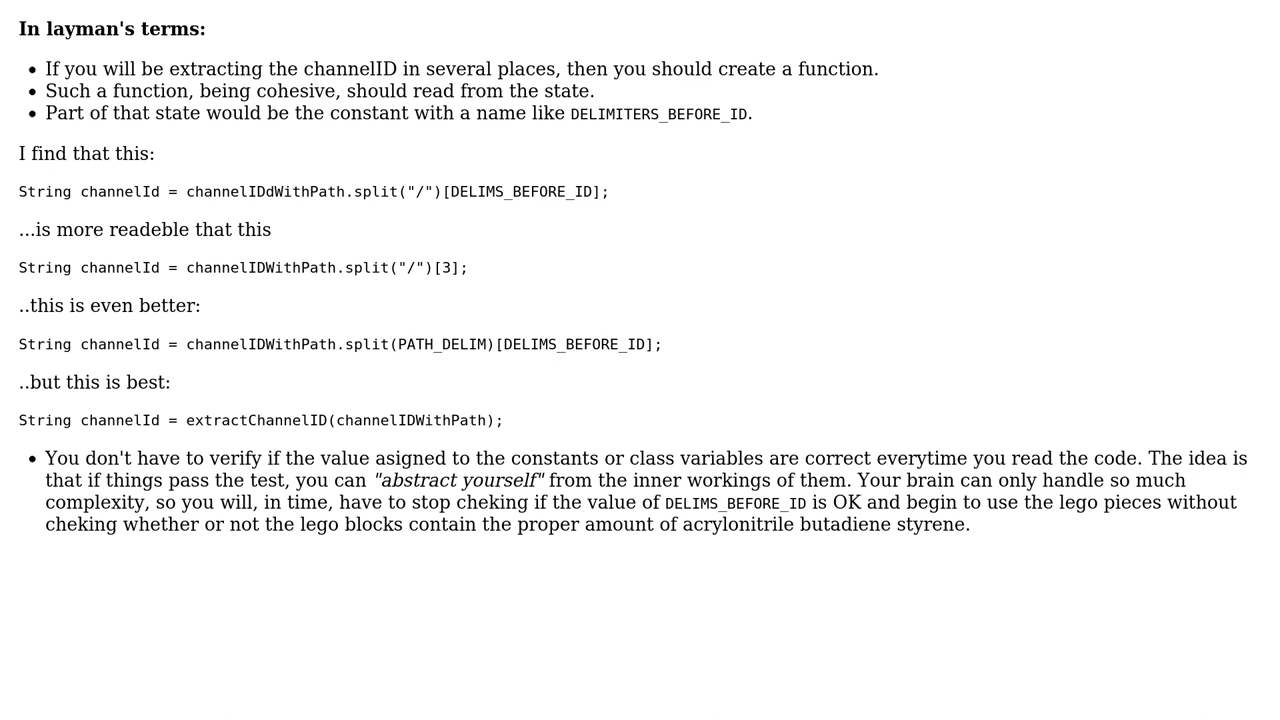 In layman's terms:
• If you will be extracting the channelID in several places, then you should create a function.
• Such a function, being cohesive, should read from the state.
• Part of that state would be the constant with a name like DELIMITERS_BEFORE_ID.
I find that this:
String channelId = channelIDdWithPath.split("/")[DELIMS_BEFORE_ID];
...is more readeble that this
String channelId = channelIDWithPath.split("/")[3];
..this is even better:
String channelId = channelIDWithPath.split(PATH_DELIM)[DELIMS_BEFORE_ID];
..but this is best:
String channelId = extractChannelID(channelIDWithPath);
• You don't have to verify if the value asigned to the constants or class variables are correct everytime you read the code. The idea is
that if things pass the test, you can "abstract yourself" from the inner workings of them. Your brain can only handle so much
complexity, so you will, in time, have to stop cheking if the value of DELIMS_BEFORE_ID is OK and begin to use the lego pieces without
cheking whether or not the lego blocks contain the proper amount of acrylonitrile butadiene styrene.